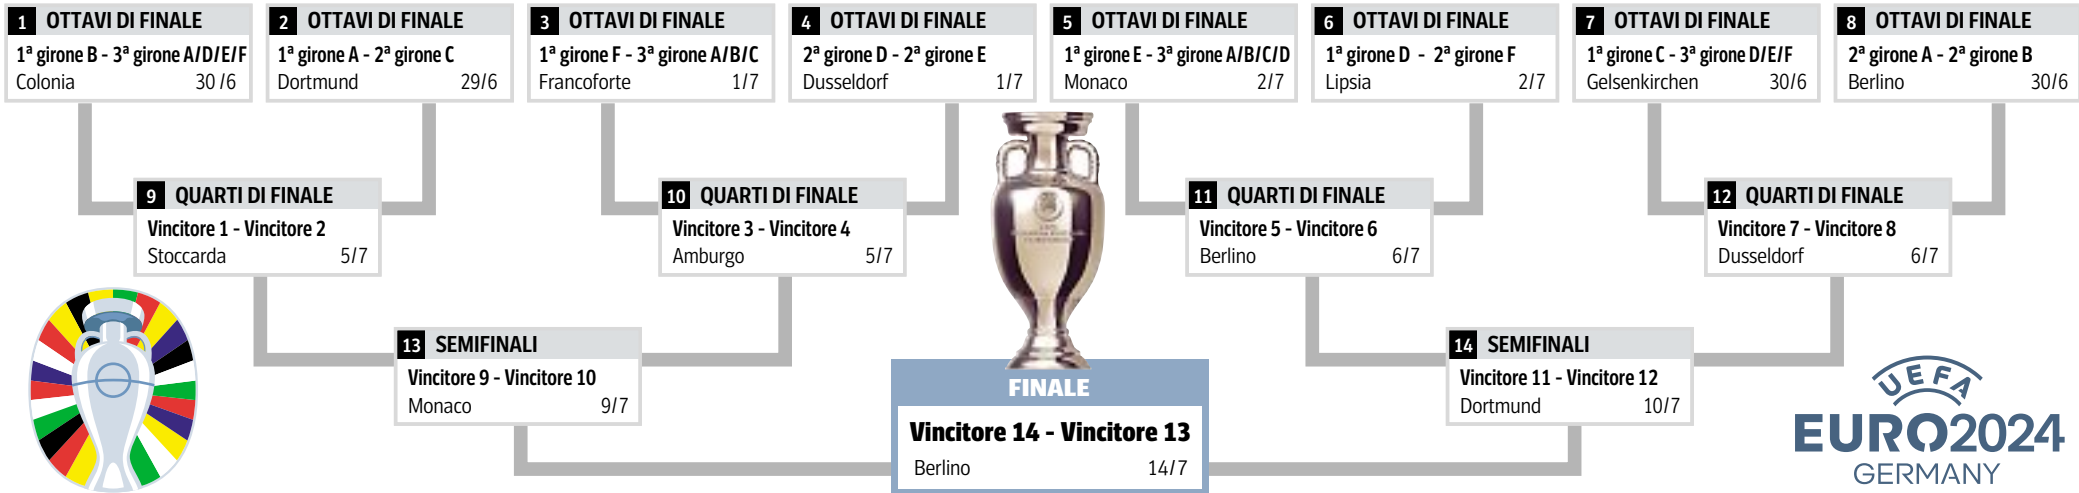 1 OTTAVI DI FINALE
1ª girone B - 3ª girone A/D/E/F
Colonia 30/6
2 OTTAVI DI FINALE
1ª girone A - 2ª girone C
Dortmund 29/6
3 OTTAVI DI FINALE
1ª girone F - 3ª girone A/B/C
Francoforte 1/7
4 OTTAVI DI FINALE
2ª girone D - 2ª girone E
Dusseldorf 1/7
5 OTTAVI DI FINALE
1ª girone E - 3ª girone A/B/C/D
Monaco 2/7
6 OTTAVI DI FINALE
1ª girone D - 2ª girone F
Lipsia 2/7
7 OTTAVI DI FINALE
1ª girone C - 3ª girone D/E/F
Gelsenkirchen 30/6
8 OTTAVI DI FINALE
2ª girone A - 2ª girone B
Berlino 30/6
9 QUARTI DI FINALE
Vincitore 1 - Vincitore 2
Stoccarda 5/7
10 QUARTI DI FINALE
Vincitore 3 - Vincitore 4
Amburgo 5/7
11 QUARTI DI FINALE
Vincitore 5 - Vincitore 6
Berlino 6/7
12 QUARTI DI FINALE
Vincitore 7 - Vincitore 8
Dusseldorf 6/7
13 SEMIFINALI
Vincitore 9 - Vincitore 10
Monaco 9/7
14 SEMIFINALI
Vincitore 11 - Vincitore 12
Dortmund 10/7
FINALE
Vincitore 14 - Vincitore 13
Berlino 14/7
UEFA
EURO2024
GERMANY